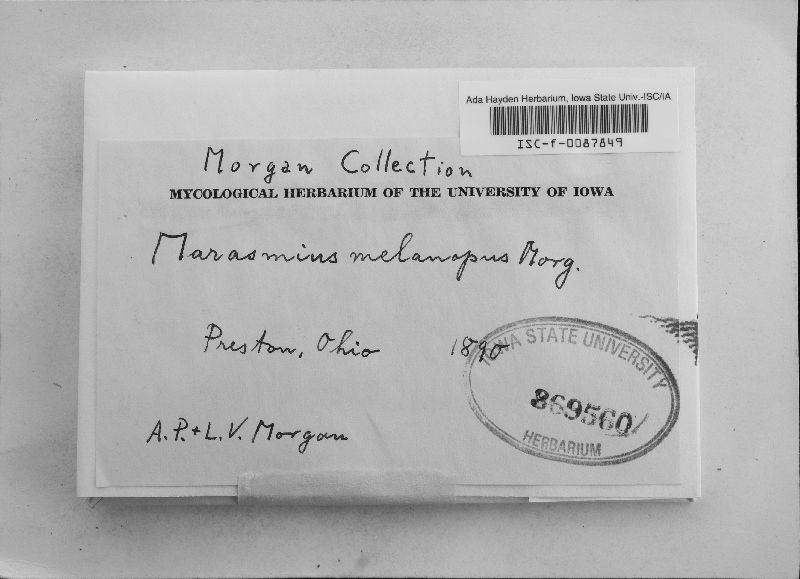 Ada Hayden Herbarium, Iowa State Univ.-ISC/IA
ISC-f-0087849
Morgan Collection
MYCOLOGICAL HERBARIUM OF THE UNIVERSITY OF IOWA
Marasmius melanopus Morg.
Preston, Ohio 1890
IOWA STATE UNIVERSITY
369560
HERBARIUM
A.P. + L.V. Morgan